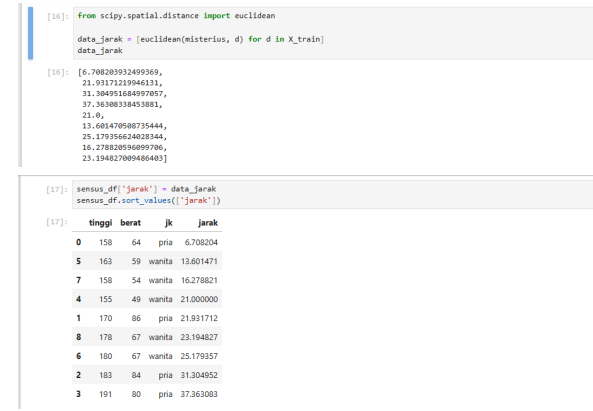 [16]: from scipy.spatial.distance import euclidean
data_jarak = [euclidean(misterius, d) for d in X_train]
data_jarak
[16]: [6.708203932499369,
21.93171219946131,
31.304951684997057,
37.36308338453881,
21.0,
13.601470508735444,
25.179356624028344,
16.278820596099706,
23.194827009486403]
[17]: sensus_df['jarak'] = data_jarak
sensus_df.sort_values(['jarak'])
[17]: tinggi berat jk jarak
0 158 64 pria 6.708204
5 163 59 wanita 13.601471
7 158 54 wanita 16.278821
4 155 49 wanita 21.000000
1 170 86 pria 21.931712
8 178 67 wanita 23.194827
6 180 67 wanita 25.179357
2 183 84 pria 31.304952
3 191 80 pria 37.363083